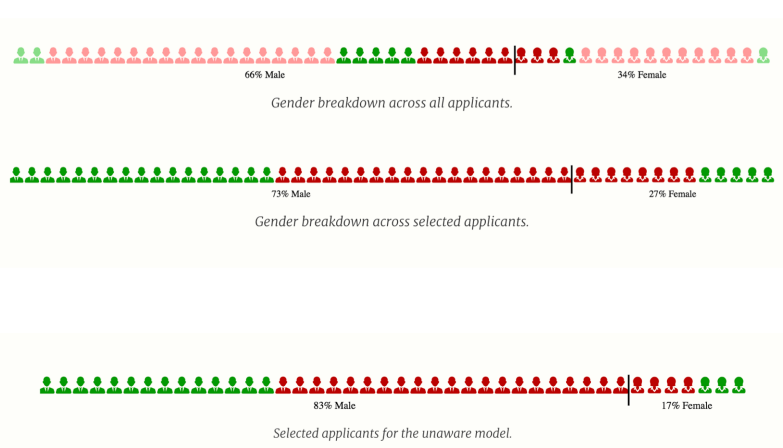 66% Male
34% Female
Gender breakdown across all applicants.
73% Male
27% Female
Gender breakdown across selected applicants.
83% Male
17% Female
Selected applicants for the unaware model.